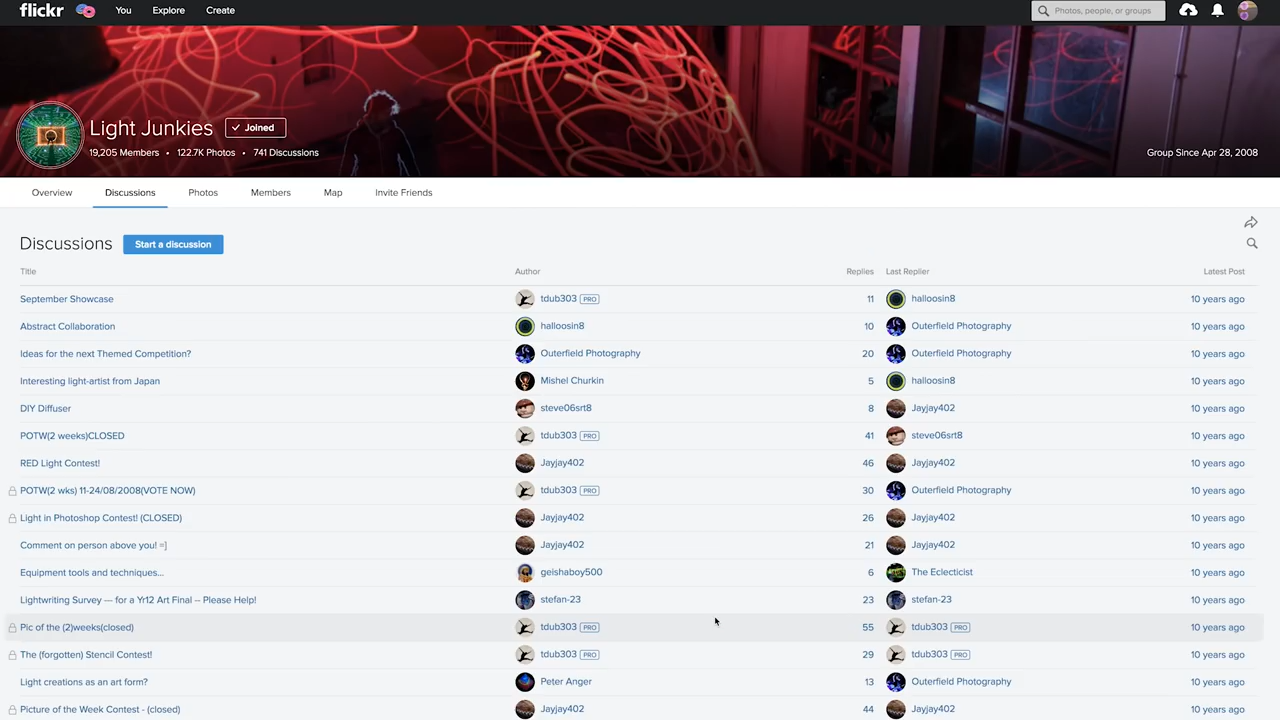 flickr You Explore Create Photos, people, or groups
Light Junkies Joined
19,205 Members • 122.7K Photos • 741 Discussions Group Since Apr 28, 2008
Overview Discussions Photos Members Map Invite Friends
Discussions Start a discussion
Title Author Replies Last Replier Latest Post
September Showcase tdub303 PRO 11 halloosin8 10 years ago
Abstract Collaboration halloosin8 10 Outerfield Photography 10 years ago
Ideas for the next Themed Competition? Outerfield Photography 20 Outerfield Photography 10 years ago
Interesting light-artist from Japan Mishel Churkin 5 halloosin8 10 years ago
DIY Diffuser steve06srt8 8 Jayjay402 10 years ago
POTW(2 weeks)CLOSED tdub303 PRO 41 steve06srt8 10 years ago
RED Light Contest! Jayjay402 46 Jayjay402 10 years ago
POTW(2 wks) 11-24/08/2008(VOTE NOW) tdub303 PRO 30 Outerfield Photography 10 years ago
Light in Photoshop Contest! (CLOSED) Jayjay402 26 Jayjay402 10 years ago
Comment on person above you! =] Jayjay402 21 Jayjay402 10 years ago
Equipment tools and techniques... geishaboy500 6 The Eclecticist 10 years ago
Lightwriting Survey --- for a Yr12 Art Final -- Please Help! stefan-23 23 stefan-23 10 years ago
Pic of the (2)weeks(closed) tdub303 PRO 55 tdub303 PRO 10 years ago
The (forgotten) Stencil Contest! tdub303 PRO 29 tdub303 PRO 10 years ago
Light creations as an art form? Peter Anger 13 Outerfield Photography 10 years ago
Picture of the Week Contest - (closed) Jayjay402 44 Jayjay402 10 years ago